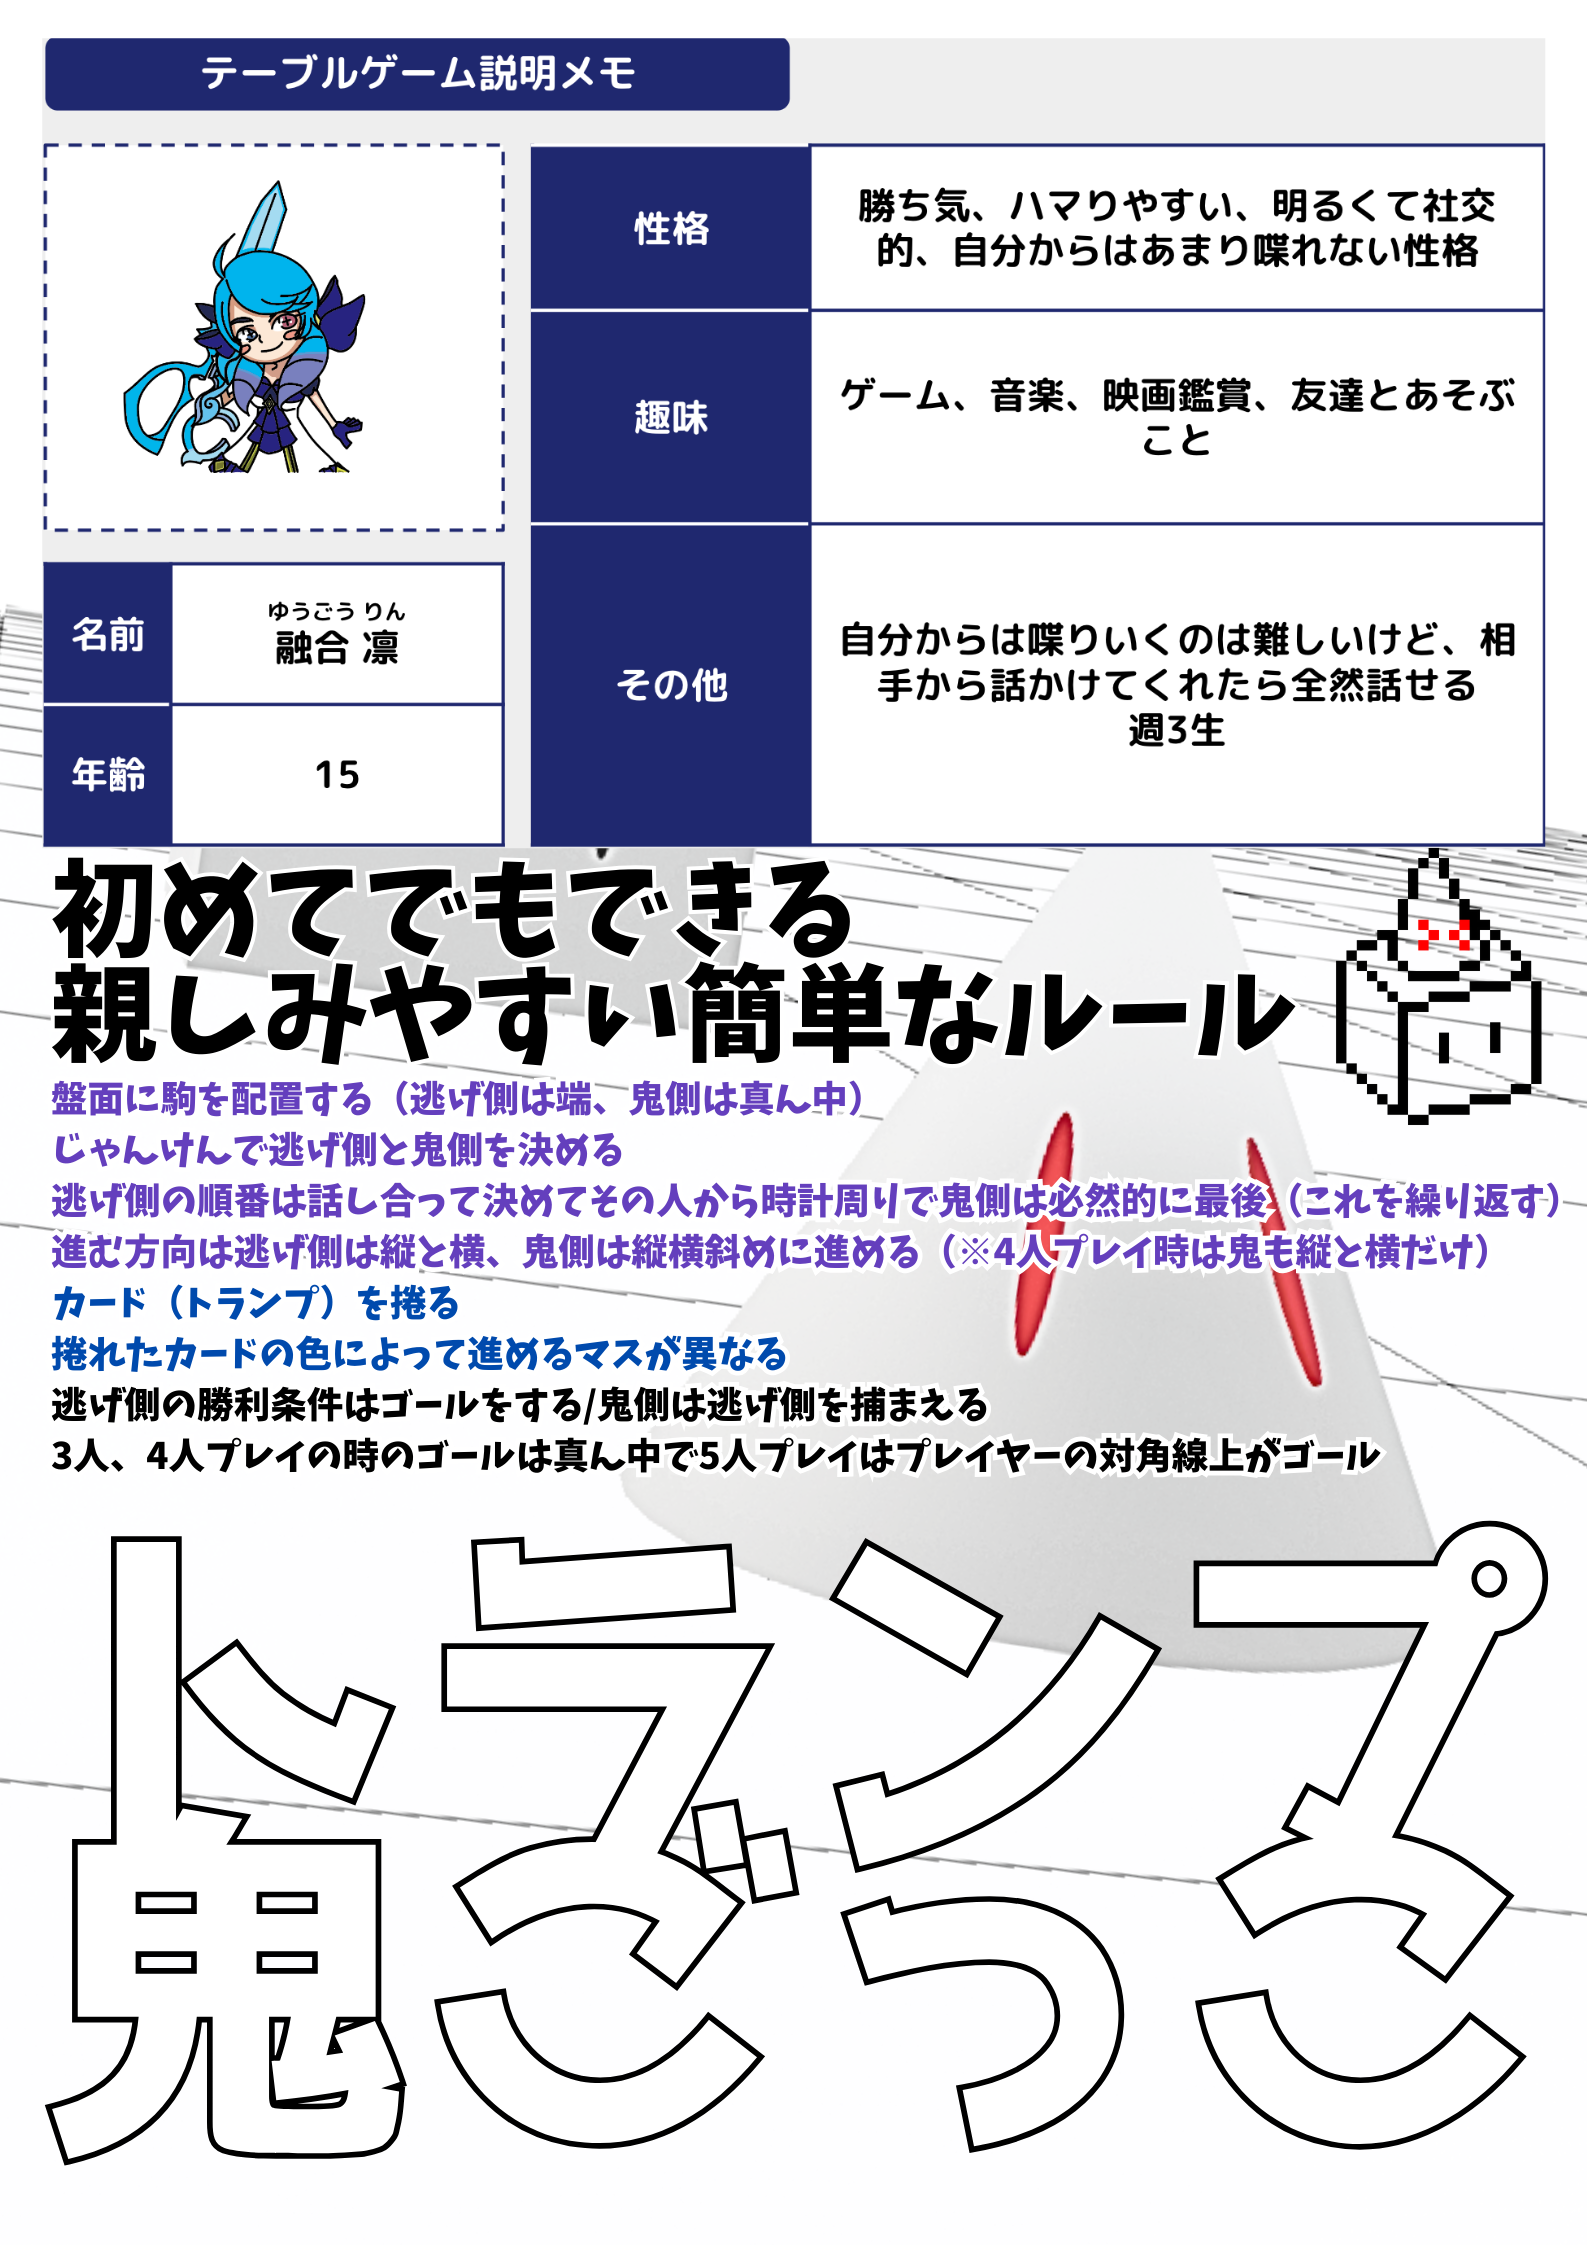 テーブルゲーム説明メモ
性格
勝ち気、ハマりやすい、明るくて社交
的、自分からはあまり喋れない性格
趣味
ゲーム、音楽、映画鑑賞、友達とあそぶ
こと
その他
自分からは喋りいくのは難しいけど、相
手から話かけてくれたら全然話せる
週3生
名前
ゆうごう りん
融合 凛
年齢
15
初めてでもできる
親しみやすい簡単なルール
盤面に駒を配置する（逃げ側は端、鬼側は真ん中）
じゃんけんで逃げ側と鬼側を決める
逃げ側の順番は話し合って決めてその人から時計周りで鬼側は必然的に最後（これを繰り返す）
進む方向は逃げ側は縦と横、鬼側は縦横斜めに進める（※4人プレイ時は鬼も縦と横だけ）
カード（トランプ）を捲る
捲れたカードの色によって進めるマスが異なる
逃げ側の勝利条件はゴールをする/鬼側は逃げ側を捕まえる
3人、4人プレイの時のゴールは真ん中で5人プレイはプレイヤーの対角線上がゴール
トランプ
鬼ごっこ